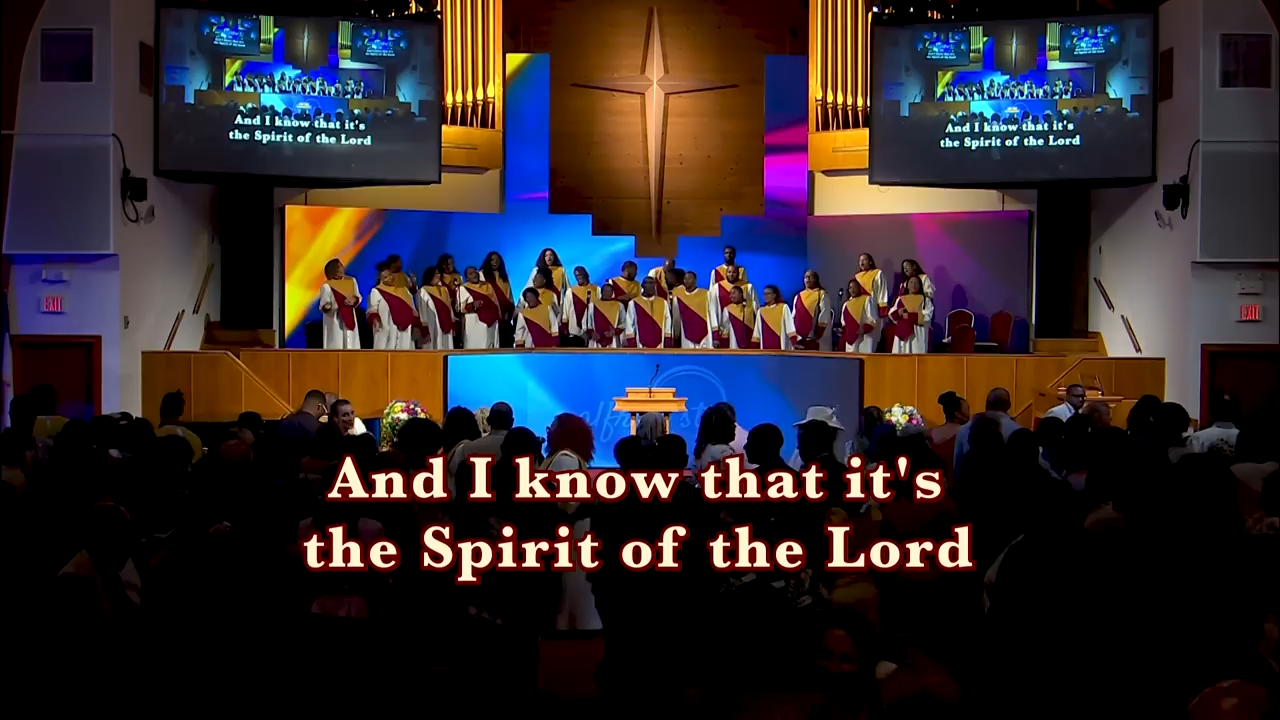 And I know that it's
the Spirit of the Lord
And I know that it's
the Spirit of the Lord
EXIT
EXIT
And I know that it's
the Spirit of the Lord